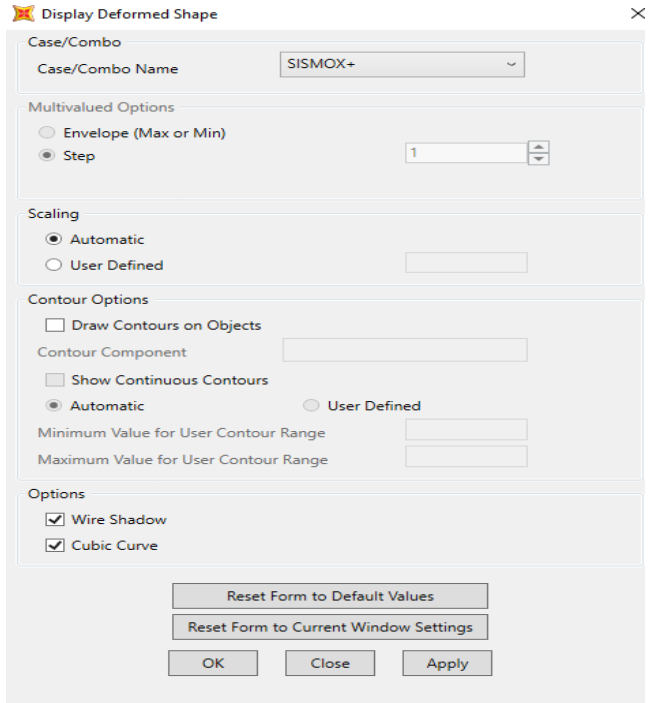 Display Deformed Shape
Case/Combo
Case/Combo Name SISMOX+
Multivalued Options
Envelope (Max or Min)
Step 1
Scaling
Automatic
User Defined
Contour Options
Draw Contours on Objects
Contour Component
Show Continuous Contours
Automatic User Defined
Minimum Value for User Contour Range
Maximum Value for User Contour Range
Options
Wire Shadow
Cubic Curve
Reset Form to Default Values
Reset Form to Current Window Settings
OK Close Apply